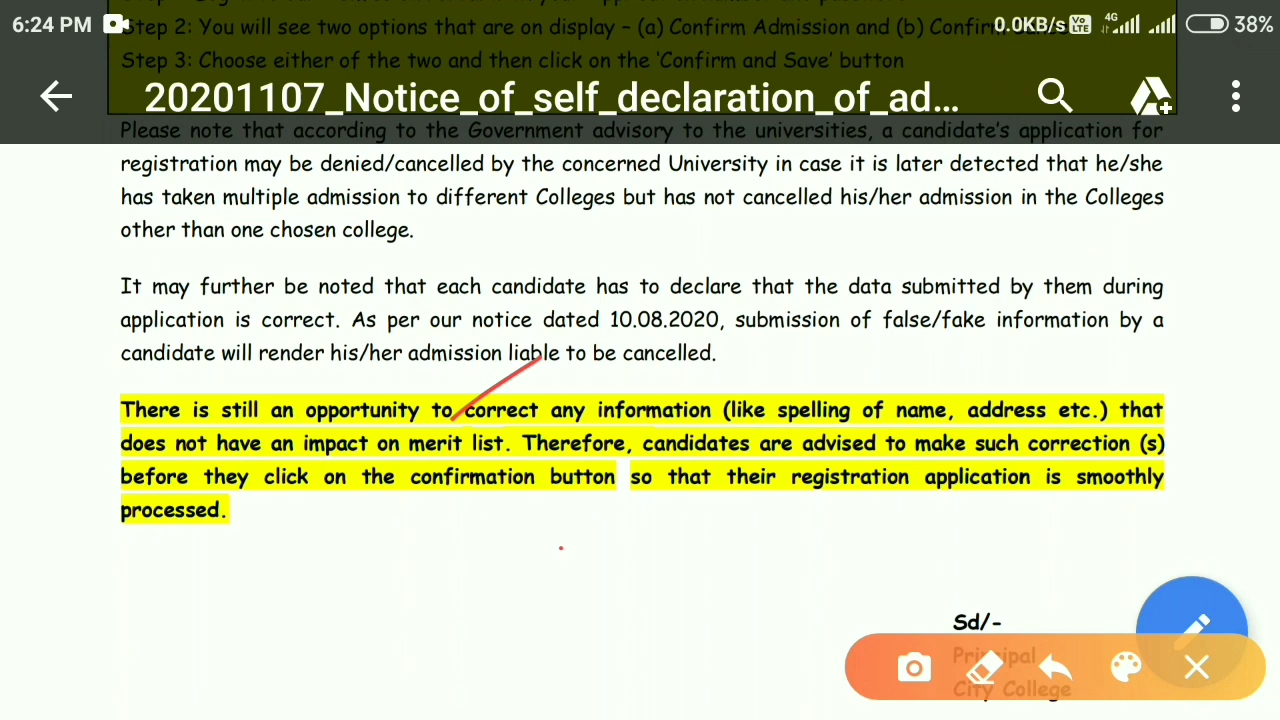 6:24 PM 0.0KB/s Vo LTE 4G 38%
Step 2: You will see two options that are on display – (a) Confirm Admission and (b) Confirm
Step 3: Choose either of the two and then click on the ‘Confirm and Save’ button
20201107_Notice_of_self_declaration_of_ad...
Please note that according to the Government advisory to the universities, a candidate’s application for
registration may be denied/cancelled by the concerned University in case it is later detected that he/she
has taken multiple admission to different Colleges but has not cancelled his/her admission in the Colleges
other than one chosen college.
It may further be noted that each candidate has to declare that the data submitted by them during
application is correct. As per our notice dated 10.08.2020, submission of false/fake information by a
candidate will render his/her admission liable to be cancelled.
There is still an opportunity to correct any information (like spelling of name, address etc.) that
does not have an impact on merit list. Therefore, candidates are advised to make such correction (s)
before they click on the confirmation button so that their registration application is smoothly
processed.
Sd/-
Principal
City College